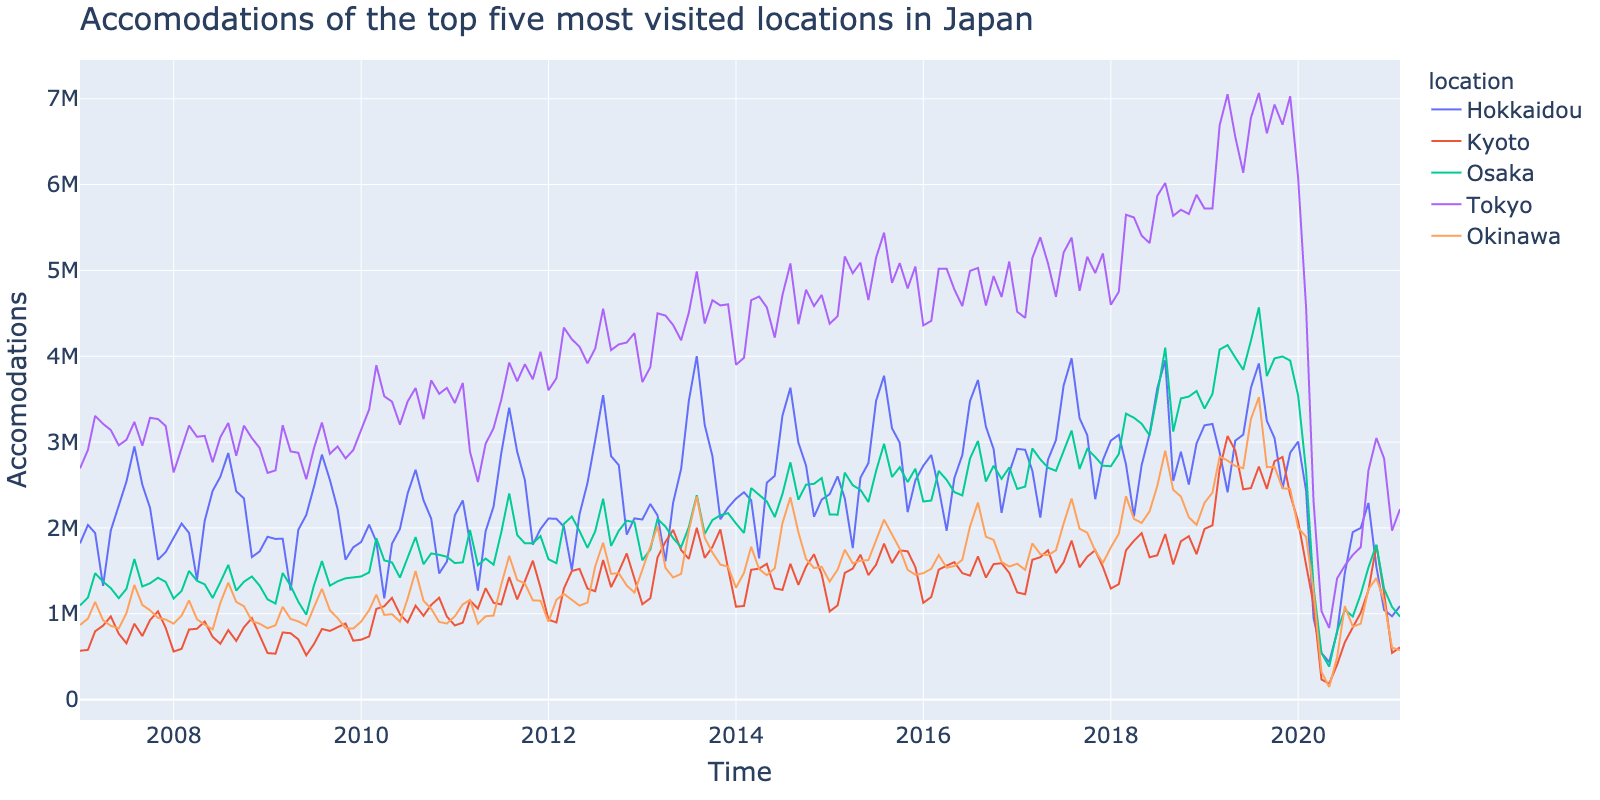 Accomodations of the top five most visited locations in Japan
7M
6M
5M
4M
3M
2M
1M
0
Accomodations
2008
2010
2012
2014
2016
2018
2020
Time
location
Hokkaidou
Kyoto
Osaka
Tokyo
Okinawa